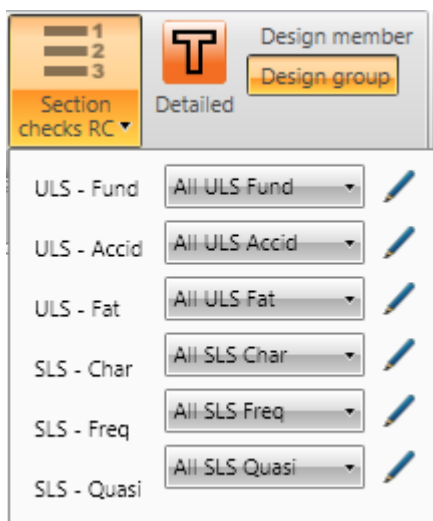 1
2
3
Section
checks RC
T
Detailed
Design member
Design group
ULS - Fund
All ULS Fund
ULS - Accid
All ULS Accid
ULS - Fat
All ULS Fat
SLS - Char
All SLS Char
SLS - Freq
All SLS Freq
SLS - Quasi
All SLS Quasi